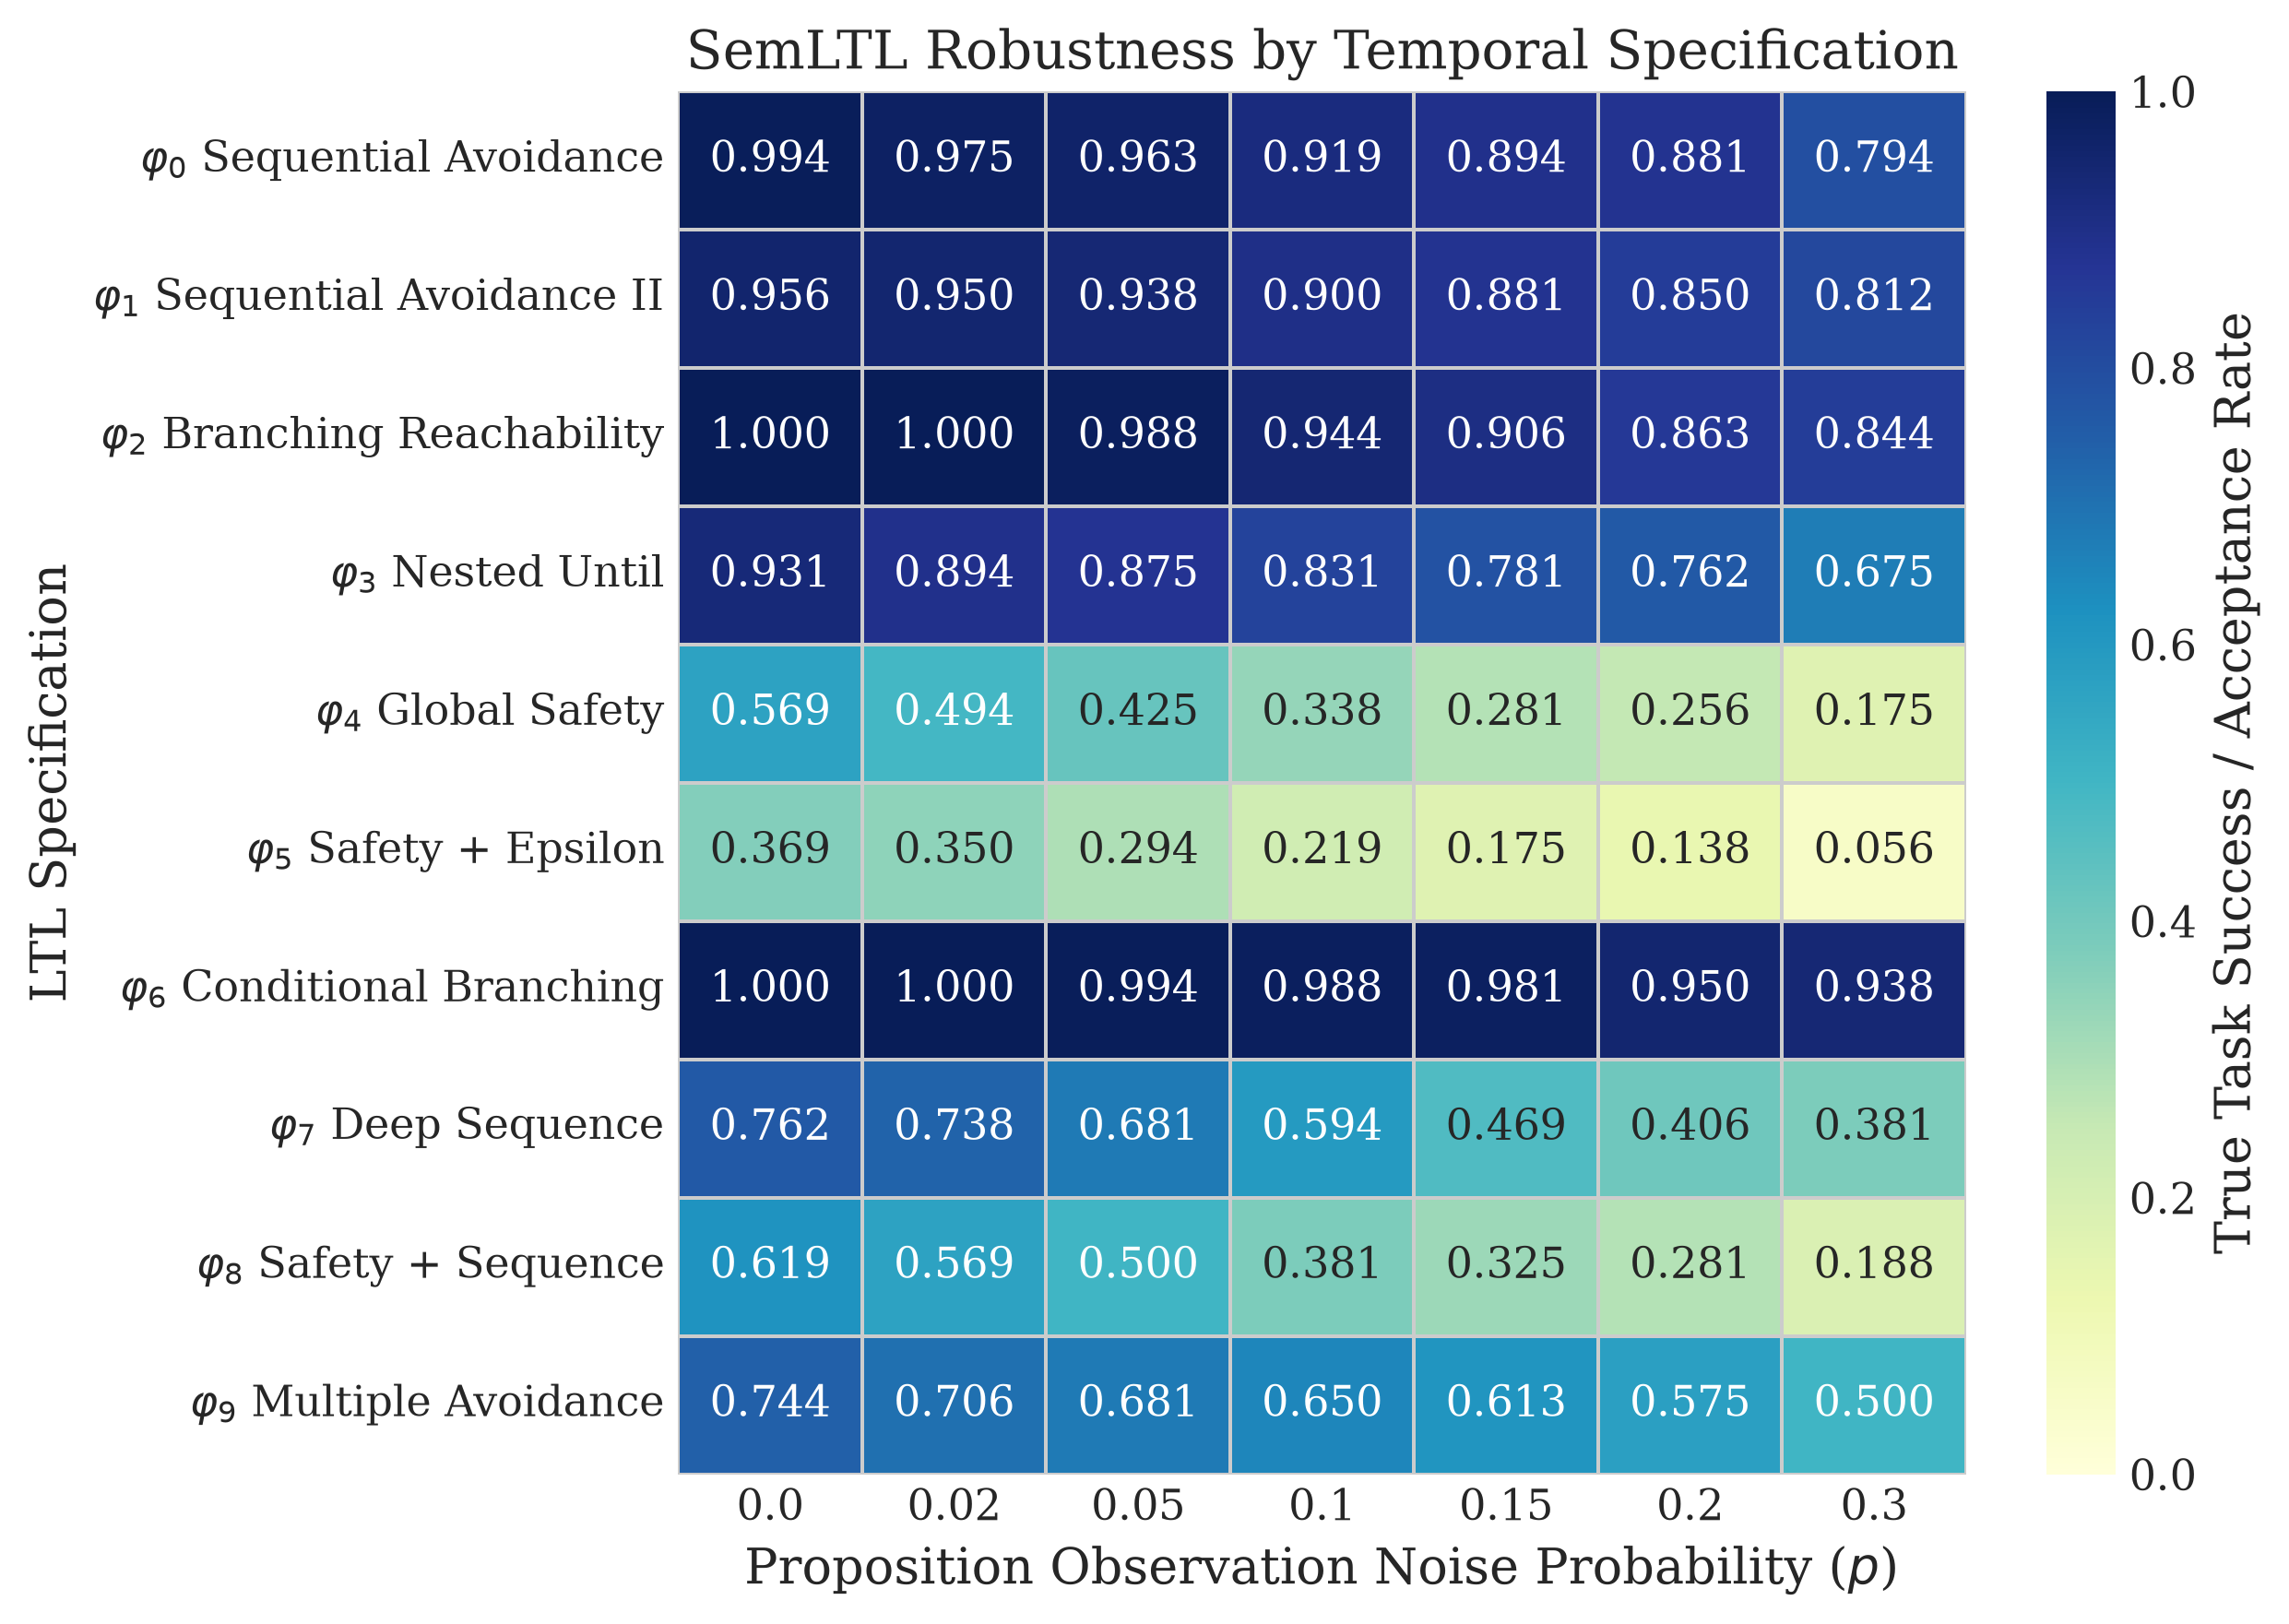 SemLTL Robustness by Temporal Specification
φ0 Sequential Avoidance 0.994 0.975 0.963 0.919 0.894 0.881 0.794
φ1 Sequential Avoidance II 0.956 0.950 0.938 0.900 0.881 0.850 0.812
φ2 Branching Reachability 1.000 1.000 0.988 0.944 0.906 0.863 0.844
φ3 Nested Until 0.931 0.894 0.875 0.831 0.781 0.762 0.675
φ4 Global Safety 0.569 0.494 0.425 0.338 0.281 0.256 0.175
φ5 Safety + Epsilon 0.369 0.350 0.294 0.219 0.175 0.138 0.056
φ6 Conditional Branching 1.000 1.000 0.994 0.988 0.981 0.950 0.938
φ7 Deep Sequence 0.762 0.738 0.681 0.594 0.469 0.406 0.381
φ8 Safety + Sequence 0.619 0.569 0.500 0.381 0.325 0.281 0.188
φ9 Multiple Avoidance 0.744 0.706 0.681 0.650 0.613 0.575 0.500
0.0 0.02 0.05 0.1 0.15 0.2 0.3
Proposition Observation Noise Probability (p)
LTL Specification
1.0
0.8
0.6
0.4
0.2
0.0
True Task Success / Acceptance Rate